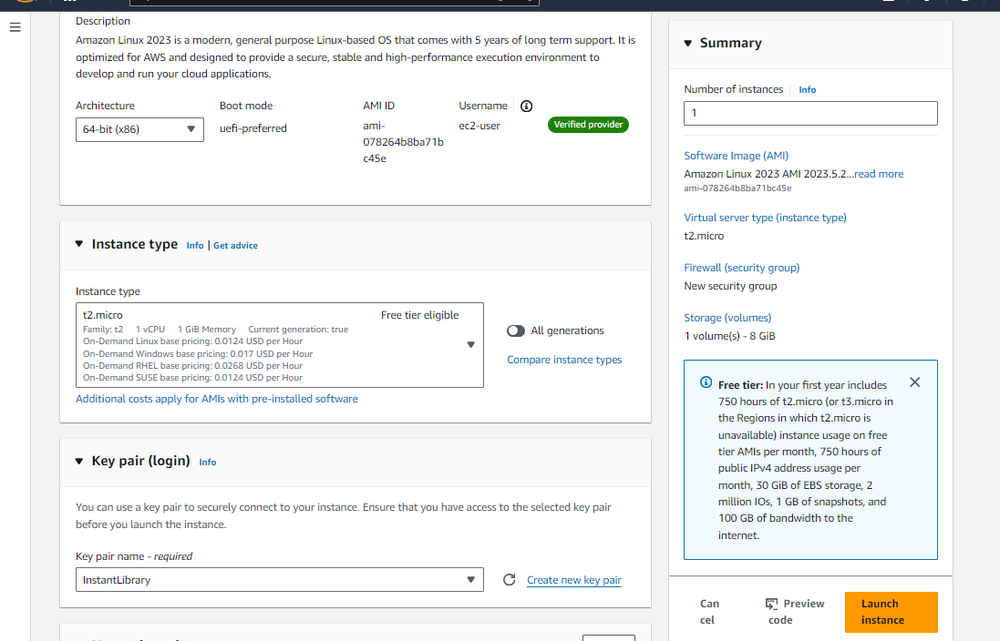 Description
Amazon Linux 2023 is a modern, general purpose Linux-based OS that comes with 5 years of long term support. It is
optimized for AWS and designed to provide a secure, stable and high-performance execution environment to
develop and run your cloud applications.
Architecture
64-bit (x86)
Boot mode
uefi-preferred
AMI ID
ami-
078264b8ba71b
c45e
Username
ec2-user
Verified provider
Instance type Info | Get advice
Instance type
t2.micro Free tier eligible
Family: t2 1 vCPU 1 GiB Memory Current generation: true
On-Demand Linux base pricing: 0.0124 USD per Hour
On-Demand Windows base pricing: 0.017 USD per Hour
On-Demand RHEL base pricing: 0.0268 USD per Hour
On-Demand SUSE base pricing: 0.0124 USD per Hour
All generations
Compare instance types
Additional costs apply for AMIs with pre-installed software
Key pair (login) Info
You can use a key pair to securely connect to your instance. Ensure that you have access to the selected key pair
before you launch the instance.
Key pair name - required
InstantLibrary
Create new key pair
Summary
Number of instances Info
1
Software Image (AMI)
Amazon Linux 2023 AMI 2023.5.2...read more
ami-078264b8ba71bc45e
Virtual server type (instance type)
t2.micro
Firewall (security group)
New security group
Storage (volumes)
1 volume(s) - 8 GiB
Free tier: In your first year includes
750 hours of t2.micro (or t3.micro in
the Regions in which t2.micro is
unavailable) instance usage on free
tier AMIs per month, 750 hours of
public IPv4 address usage per
month, 30 GiB of EBS storage, 2
million IOs, 1 GB of snapshots, and
100 GB of bandwidth to the
internet.
Can
cel
Preview
code
Launch
instance